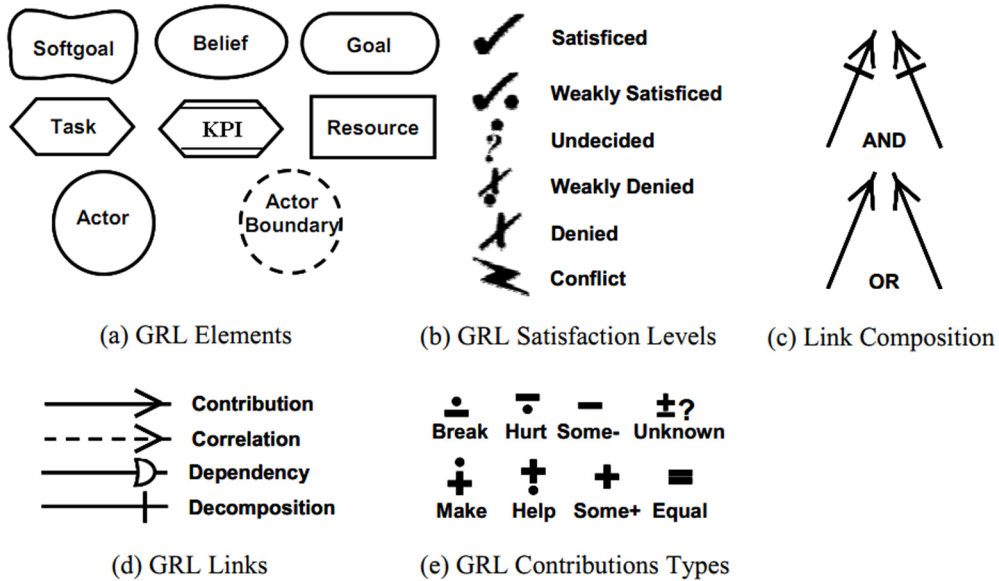 Softgoal
Belief
Goal
Task
KPI
Resource
Actor
Actor
Boundary
(a) GRL Elements
Satisficed
Weakly Satisficed
Undecided
Weakly Denied
Denied
Conflict
(b) GRL Satisfaction Levels
AND
OR
(c) Link Composition
Contribution
Correlation
Dependency
Decomposition
(d) GRL Links
Break Hurt Some- Unknown
Make Help Some+ Equal
(e) GRL Contributions Types